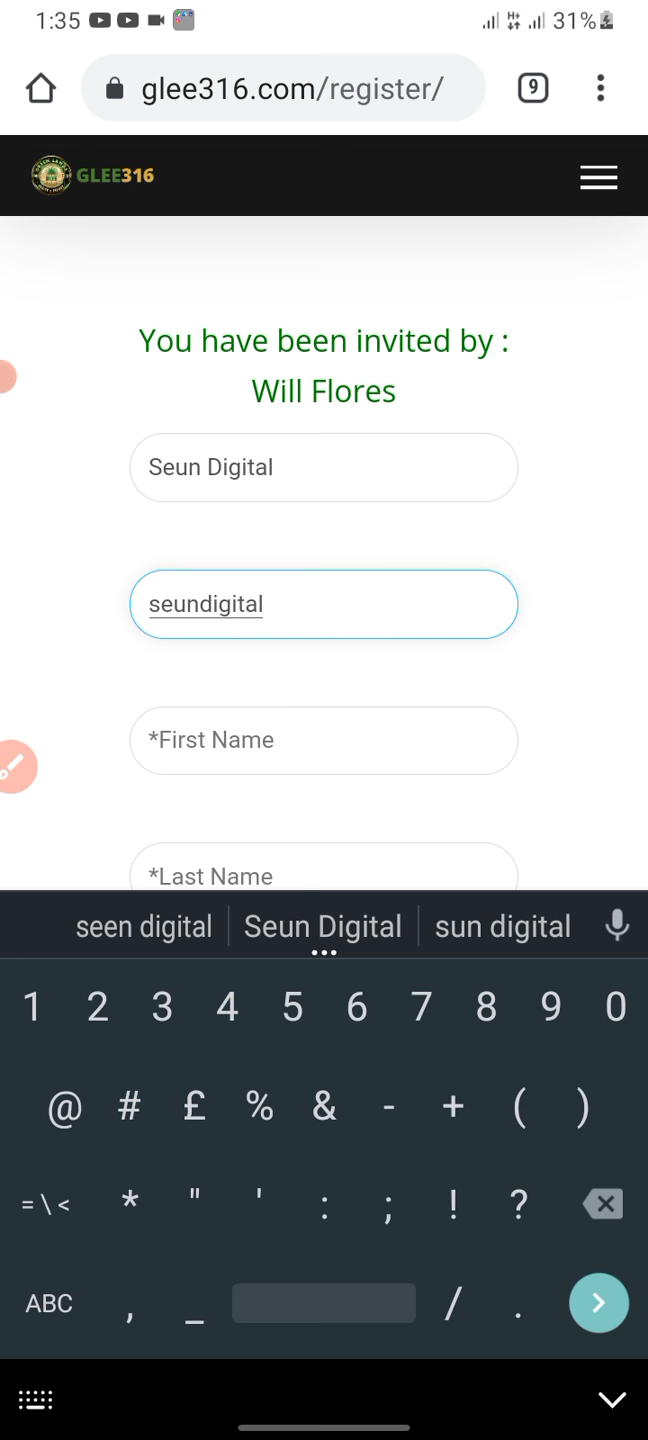 1:35
31%
glee316.com/register/
9
GLEE316
You have been invited by :
Will Flores
Seun Digital
seundigital
*First Name
*Last Name
seen digital Seun Digital sun digital
1 2 3 4 5 6 7 8 9 0
@ # £ % & - + ( )
= \ < * " ' : ; ! ?
ABC , _ / .